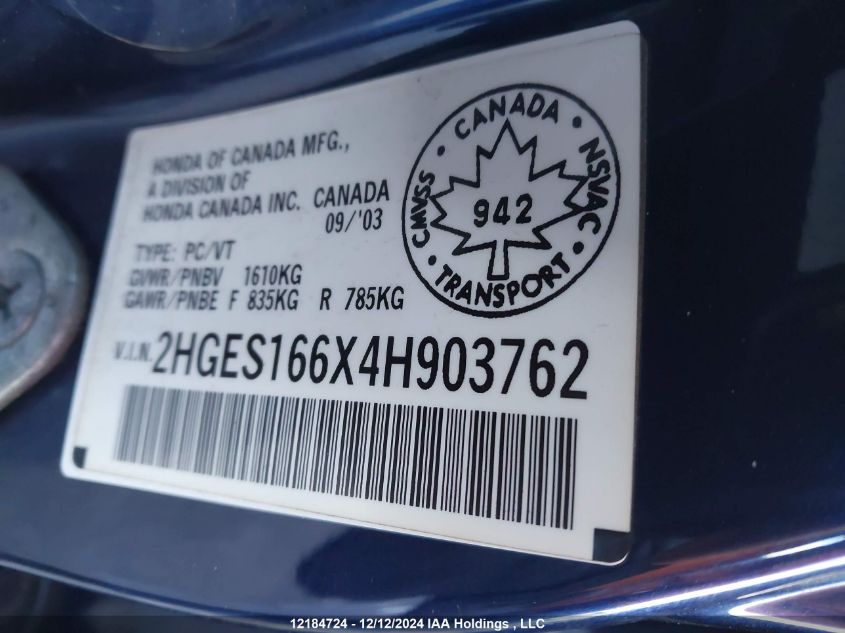 HONDA OF CANADA MFG.,
A DIVISION OF
HONDA CANADA INC. CANADA
09/'03
TYPE: PC/VT
GVWR/PNBV 1610KG
GAWR/PNBE F 835KG R 785KG
V.I.N. 2HGES166X4H903762
• CANADA •
CMVSS
NSVAC
942
• TRANSPORT •
12184724 - 12/12/2024 IAA Holdings , LLC